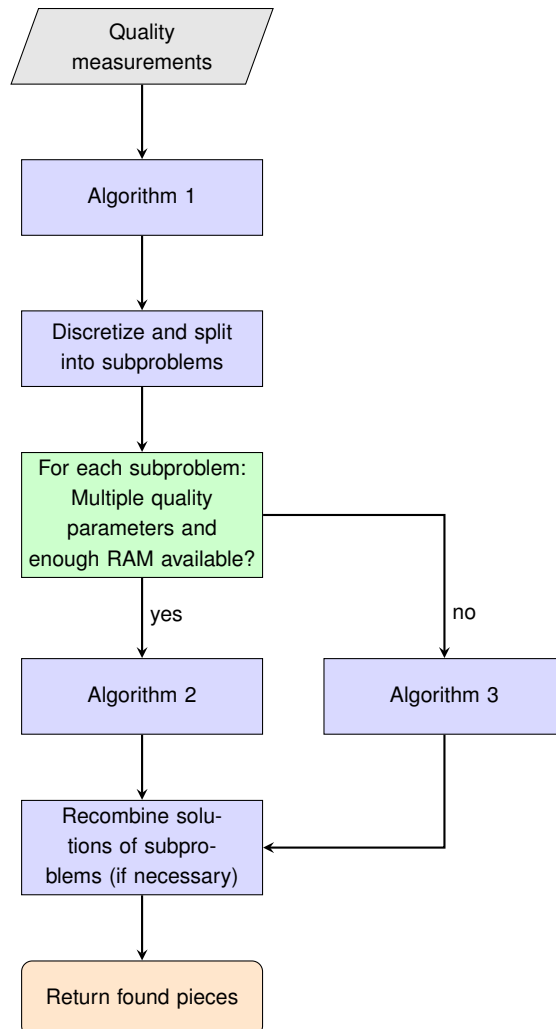 Quality
measurements
Algorithm 1
Discretize and split
into subproblems
For each subproblem:
Multiple quality
parameters and
enough RAM available?
yes
no
Algorithm 2
Algorithm 3
Recombine solu-
tions of subpro-
blems (if necessary)
Return found pieces